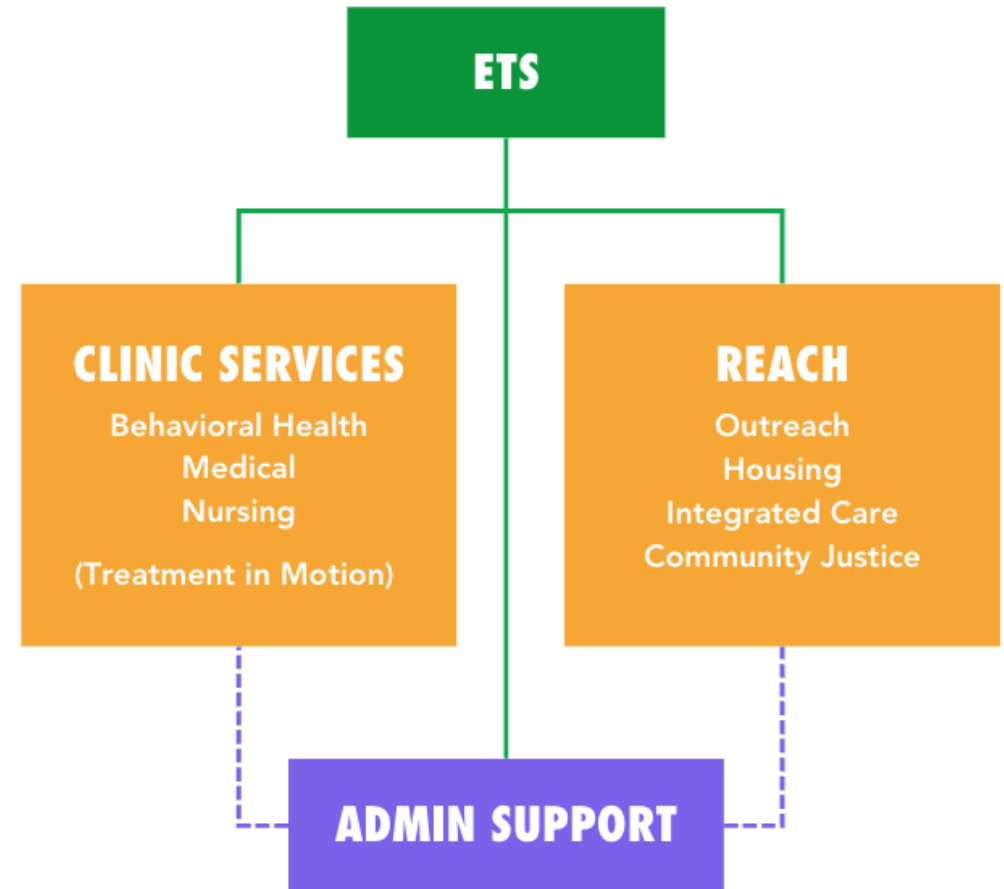 ETS
CLINIC SERVICES
Behavioral Health
Medical
Nursing
(Treatment in Motion)
REACH
Outreach
Housing
Integrated Care
Community Justice
ADMIN SUPPORT